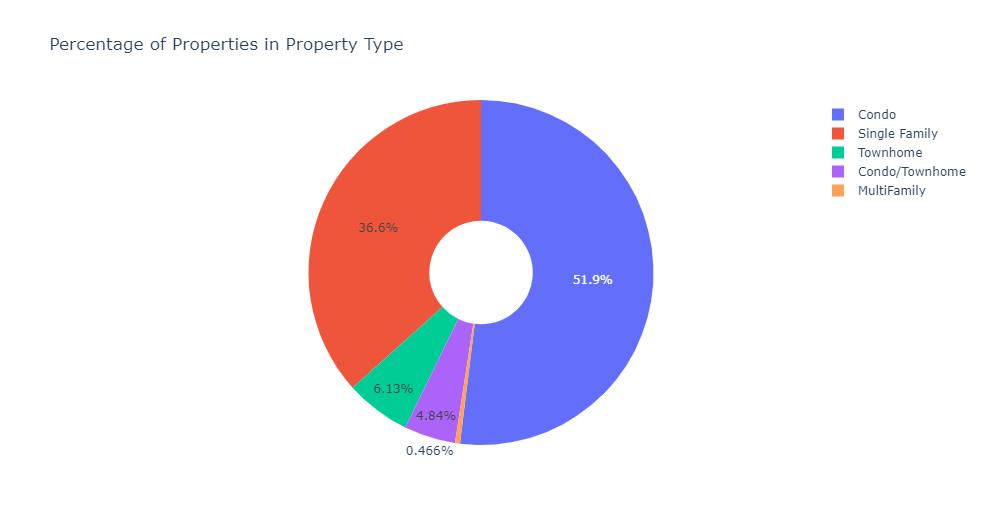 Percentage of Properties in Property Type
Condo
Single Family
Townhome
Condo/Townhome
MultiFamily
36.6%
51.9%
6.13%
4.84%
0.466%